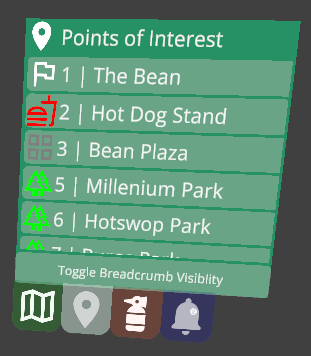 Points of Interest
1 | The Bean
2 | Hot Dog Stand
3 | Bean Plaza
5 | Millenium Park
6 | Hotswop Park
Toggle Breadcrumb Visiblity